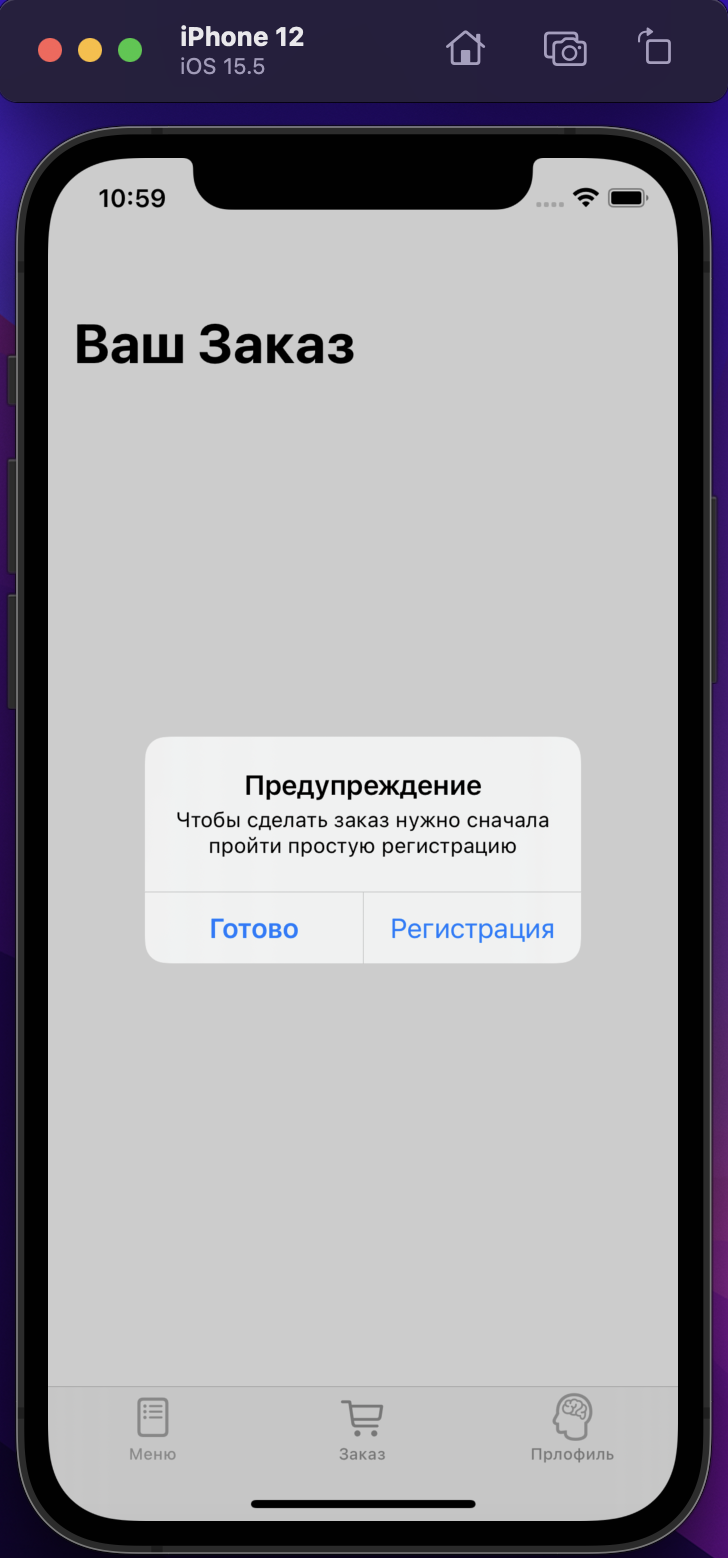 iPhone 12
iOS 15.5
10:59
Ваш Заказ
Предупреждение
Чтобы сделать заказ нужно сначала
пройти простую регистрацию
Готово Регистрация
Меню Заказ Прлофиль